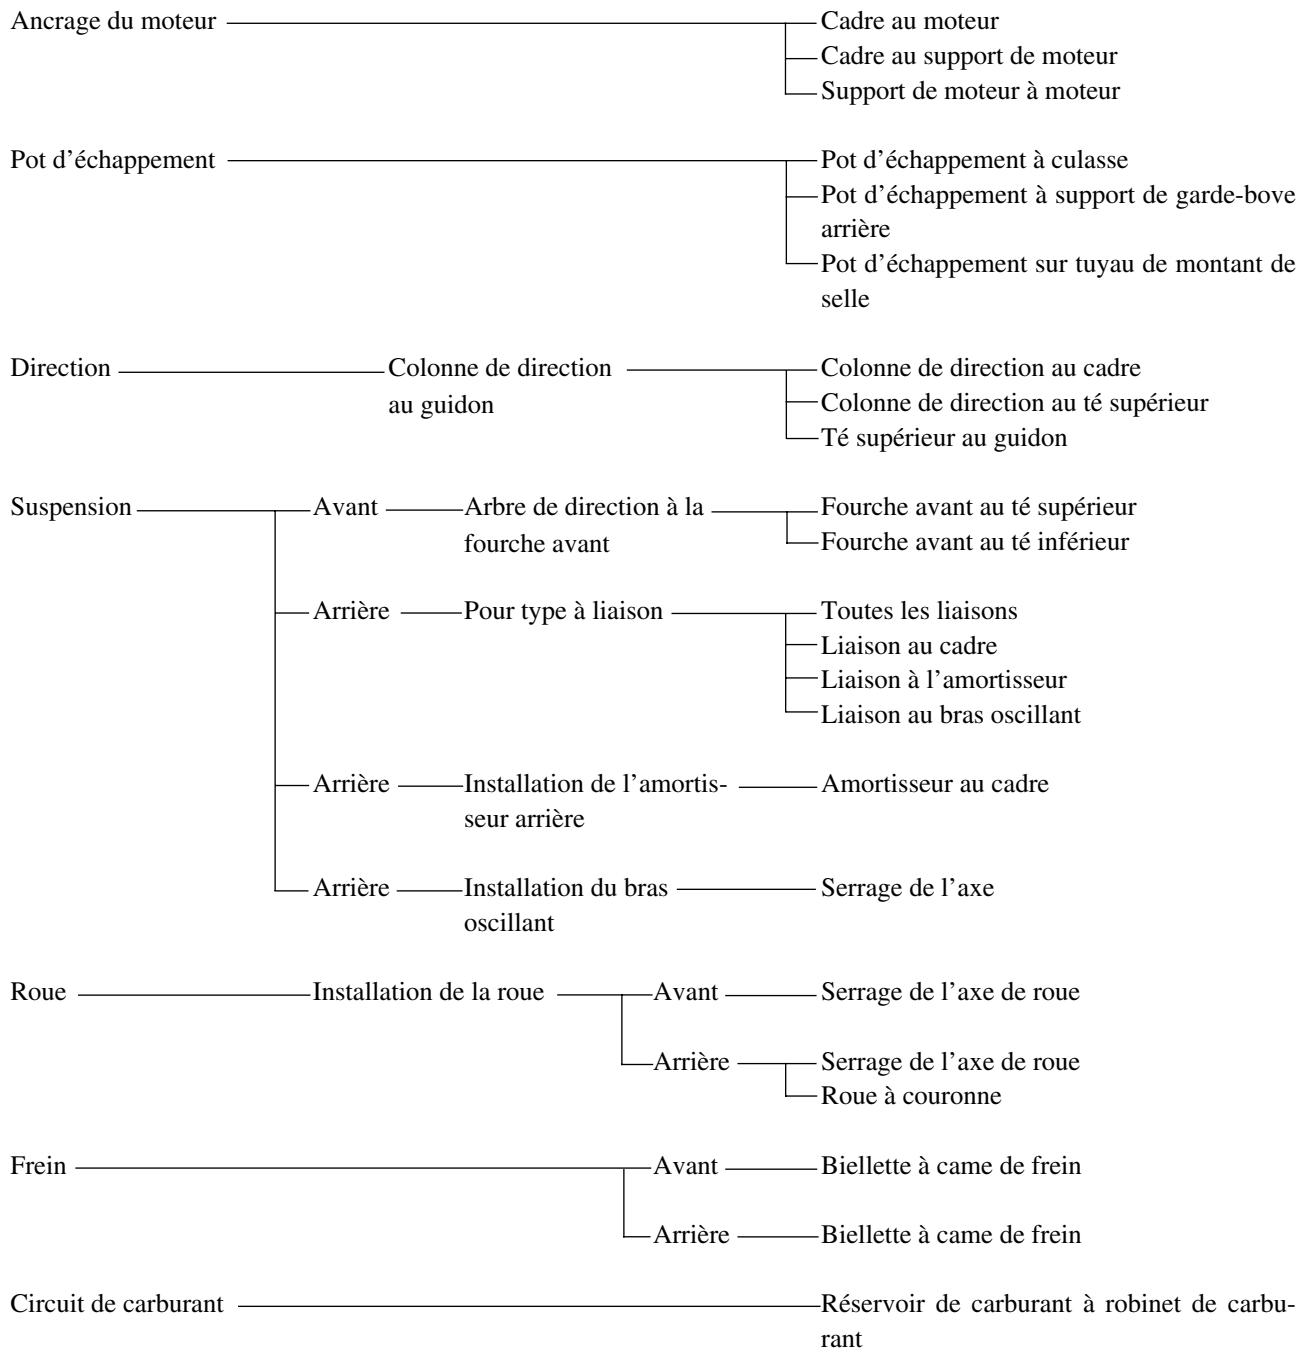 Ancrage du moteur
Cadre au moteur
Cadre au support de moteur
Support de moteur à moteur
Pot d'échappement
Pot d'échappement à culasse
Pot d'échappement à support de garde-bove
arrière
Pot d'échappement sur tuyau de montant de
selle
Direction
Colonne de direction
au guidon
Colonne de direction au cadre
Colonne de direction au té supérieur
Té supérieur au guidon
Suspension
Avant
Arbre de direction à la
fourche avant
Fourche avant au té supérieur
Fourche avant au té inférieur
Arrière
Pour type à liaison
Toutes les liaisons
Liaison au cadre
Liaison à l'amortisseur
Liaison au bras oscillant
Arrière
Installation de l'amortis-
seur arrière
Amortisseur au cadre
Arrière
Installation du bras
oscillant
Serrage de l'axe
Roue
Installation de la roue
Avant
Serrage de l'axe de roue
Arrière
Serrage de l'axe de roue
Roue à couronne
Frein
Avant
Biellette à came de frein
Arrière
Biellette à came de frein
Circuit de carburant
Réservoir de carburant à robinet de carbu-
rant